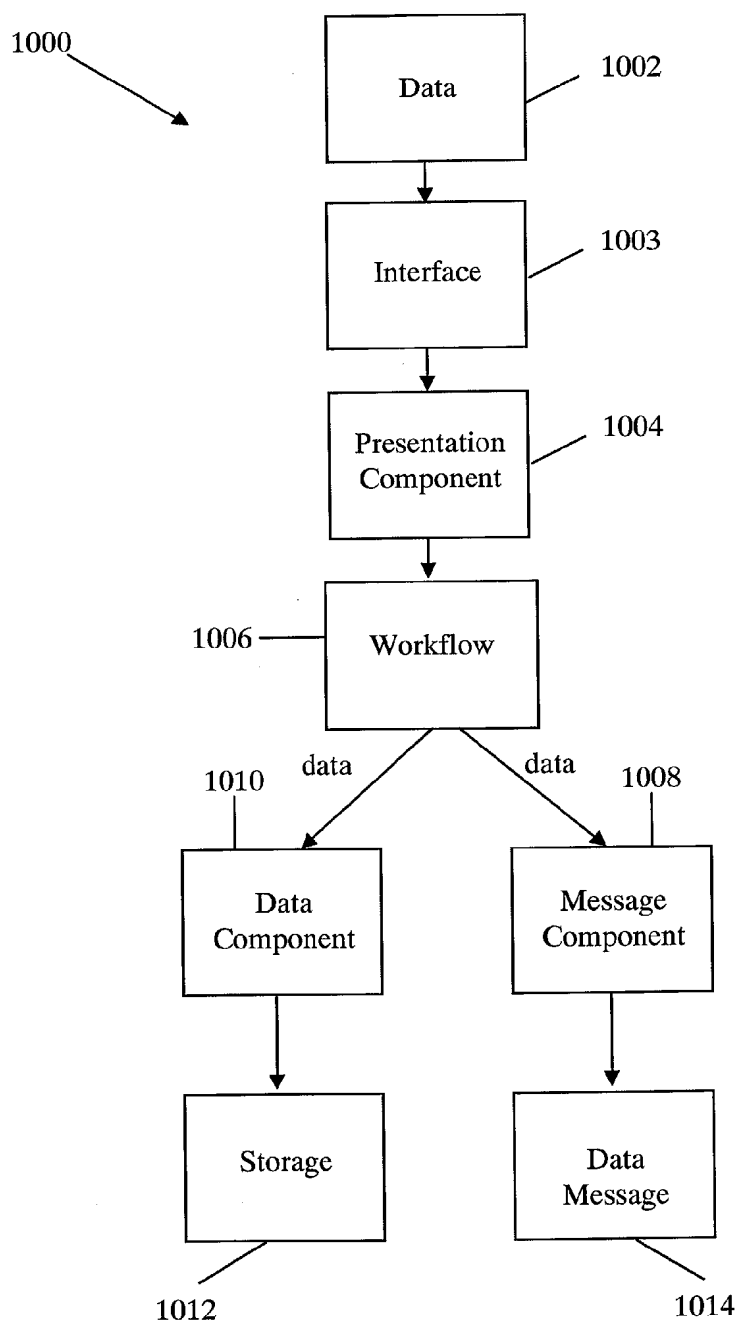 1000
Data
1002
Interface
1003
Presentation
Component
1004
1006
Workflow
data
data
1010
1008
Data
Component
Message
Component
Storage
Data
Message
1012
1014